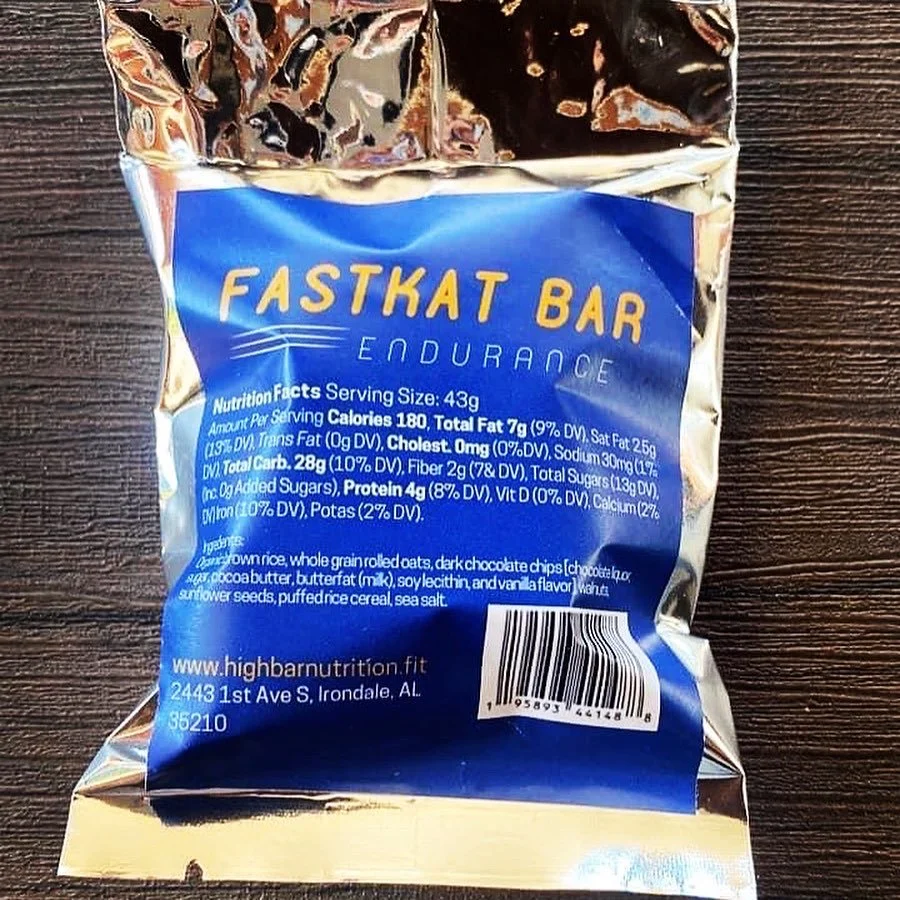 FASTKAT BAR
ENDURANCE
Nutrition Facts Serving Size: 43g
Amount Per Serving Calories 180, Total Fat 7g (9% DV), Sat Fat 2.5g
(13% DV), Trans Fat (0g DV), Cholest. 0mg (0%DV), Sodium 30mg (1%
DV), Total Carb. 28g (10% DV), Fiber 2g (7& DV), Total Sugars (13g DV),
(Inc. 0g Added Sugars), Protein 4g (8% DV), Vit D (0% DV), Calcium (2%
DV) Iron (10% DV), Potas (2% DV).
Ingredients:
Organic brown rice, whole grain rolled oats, dark chocolate chips [chocolate liquor,
sugar, cocoa butter, butterfat (milk), soy lecithin, and vanilla flavor], walnuts,
sunflower seeds, puffed rice cereal, sea salt.
www.highbarnutrition.fit
2443 1st Ave S, Irondale, AL
35210
1 95893 44148 8